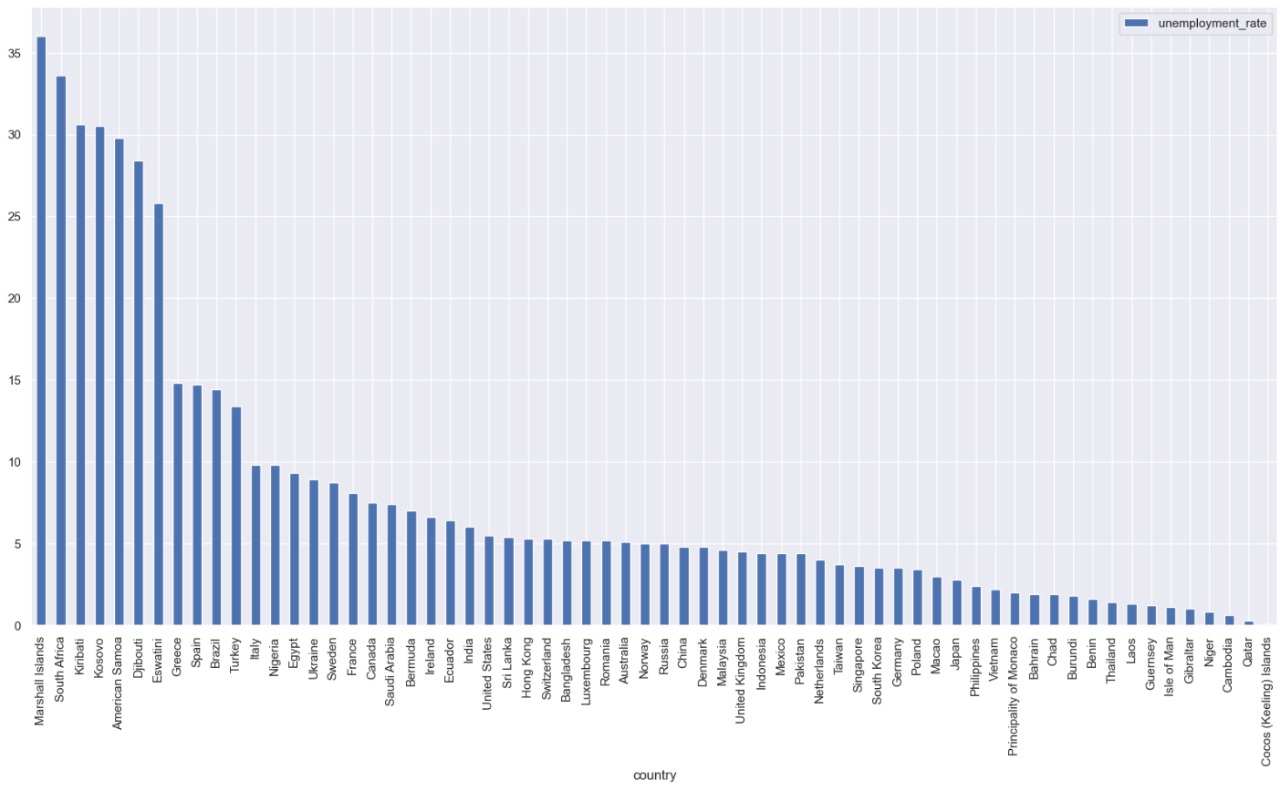 unemployment_rate
35
30
25
20
15
10
5
0
Marshall Islands
South Africa
Kiribati
Kosovo
American Samoa
Djibouti
Eswatini
Greece
Spain
Brazil
Turkey
Italy
Nigeria
Egypt
Ukraine
Sweden
France
Canada
Saudi Arabia
Bermuda
Ireland
Ecuador
India
United States
Sri Lanka
Hong Kong
Switzerland
Bangladesh
Luxembourg
Romania
Australia
Norway
Russia
China
Denmark
Malaysia
United Kingdom
Indonesia
Mexico
Pakistan
Netherlands
Taiwan
Singapore
South Korea
Germany
Poland
Macao
Japan
Philippines
Vietnam
Principality of Monaco
Bahrain
Chad
Burundi
Benin
Thailand
Laos
Guernsey
Isle of Man
Gibraltar
Niger
Cambodia
Qatar
Cocos (Keeling) Islands
country